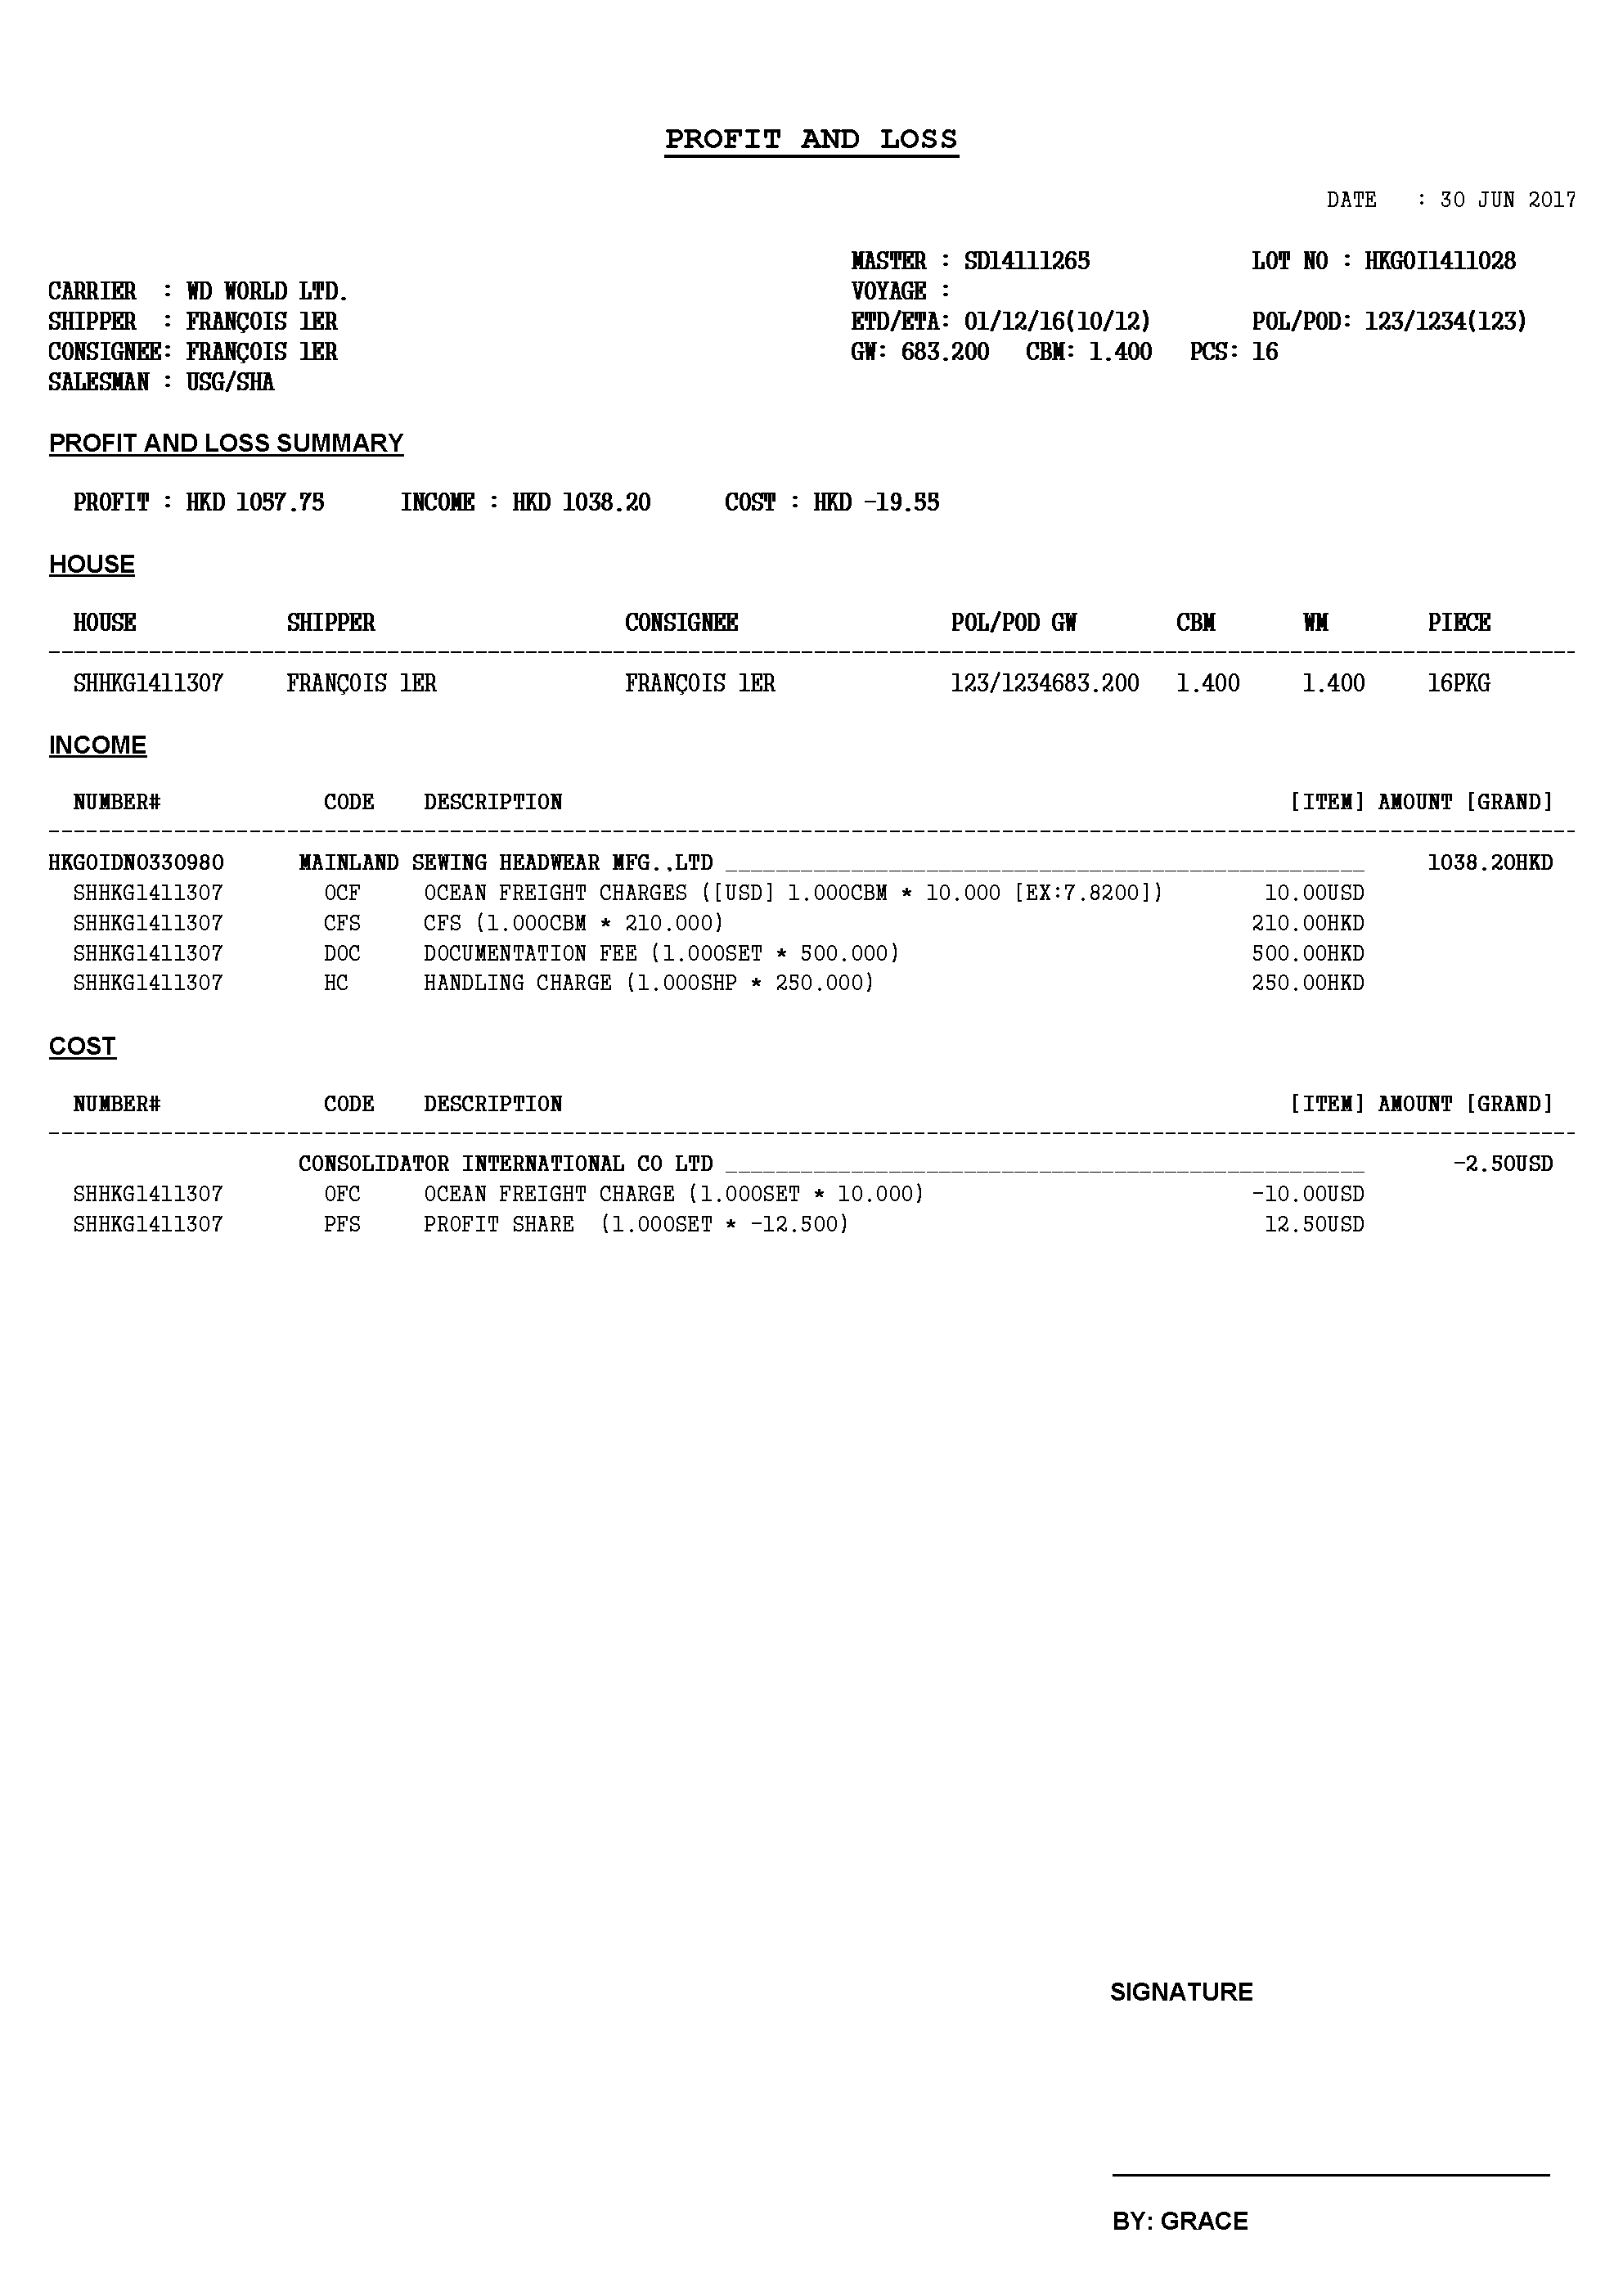 PROFIT AND LOSS
DATE : 30 JUN 2017
MASTER : SD14111265 LOT NO : HKGOI1411028
CARRIER : WD WORLD LTD. VOYAGE :
SHIPPER : FRANÇOIS 1ER ETD/ETA: 01/12/16(10/12) POL/POD: 123/1234(123)
CONSIGNEE: FRANÇOIS 1ER GW: 683.200 CBM: 1.400 PCS: 16
SALESMAN : USG/SHA
PROFIT AND LOSS SUMMARY
PROFIT : HKD 1057.75 INCOME : HKD 1038.20 COST : HKD -19.55
HOUSE
HOUSE SHIPPER CONSIGNEE POL/POD GW CBM WM PIECE
SHHKG1411307 FRANÇOIS 1ER FRANÇOIS 1ER 123/1234683.200 1.400 1.400 16PKG
INCOME
NUMBER# CODE DESCRIPTION [ITEM] AMOUNT [GRAND]
HKGOIDN0330980 MAINLAND SEWING HEADWEAR MFG.,LTD ___________________________________________________ 1038.20HKD
SHHKG1411307 OCF OCEAN FREIGHT CHARGES ([USD] 1.000CBM * 10.000 [EX:7.8200]) 10.00USD
SHHKG1411307 CFS CFS (1.000CBM * 210.000) 210.00HKD
SHHKG1411307 DOC DOCUMENTATION FEE (1.000SET * 500.000) 500.00HKD
SHHKG1411307 HC HANDLING CHARGE (1.000SHP * 250.000) 250.00HKD
COST
NUMBER# CODE DESCRIPTION [ITEM] AMOUNT [GRAND]
CONSOLIDATOR INTERNATIONAL CO LTD ___________________________________________________ -2.50USD
SHHKG1411307 OFC OCEAN FREIGHT CHARGE (1.000SET * 10.000) -10.00USD
SHHKG1411307 PFS PROFIT SHARE (1.000SET * -12.500) 12.50USD
SIGNATURE
BY: GRACE